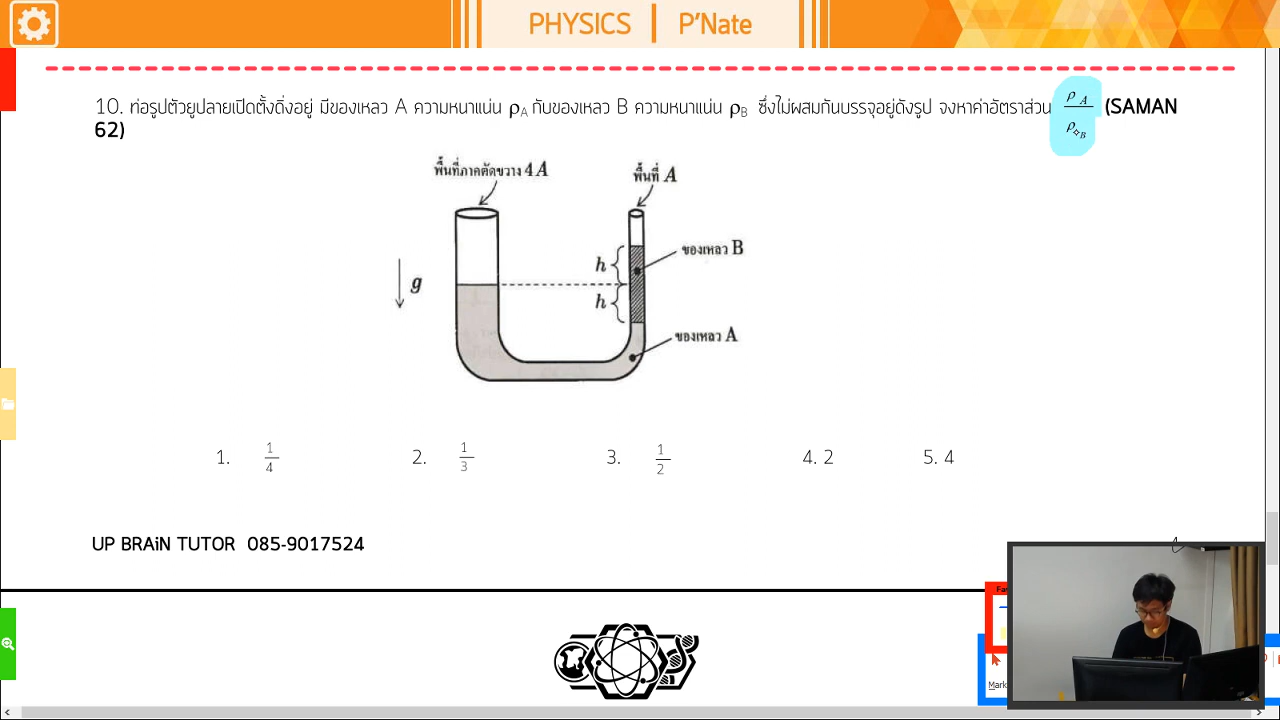 PHYSICS | P'Nate
10. ท่อรูปตัวยูปลายเปิดตั้งดิ่งอยู่ มีของเหลว A ความหนาแน่น ρA กับของเหลว B ความหนาแน่น ρB ซึ่งไม่ผสมกันบรรจุอยู่ดังรูป จงหาค่าอัตราส่วน ρA/ρB (SAMAN
62)
พื้นที่ภาคตัดขวาง 4A
พื้นที่ A
ของเหลว B
h
g
h
ของเหลว A
1. 1/4 2. 1/3 3. 1/2 4. 2 5. 4
UP BRAiN TUTOR 085-9017524